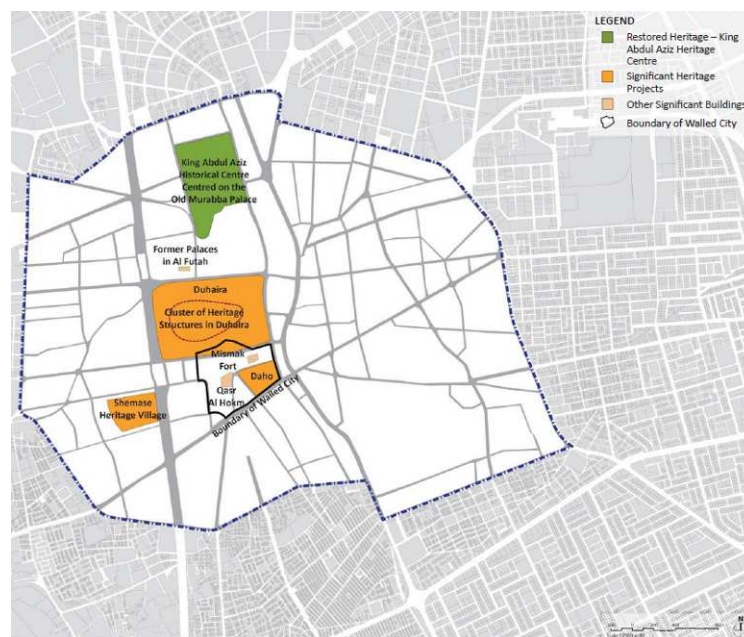 LEGEND
Restored Heritage – King
Abdul Aziz Heritage
Centre
Significant Heritage
Projects
Other Significant Buildings
Boundary of Walled City
King Abdul Aziz
Historical Centre
Centred on the
Old Murabba Palace
Former Palaces
in Al Futah
Duhaira
Cluster of Heritage
Structures in Duhaira
Mismak
Fort
Daho
Qasr
Al Hokm
Shemase
Heritage Village
Boundary of Walled City
N